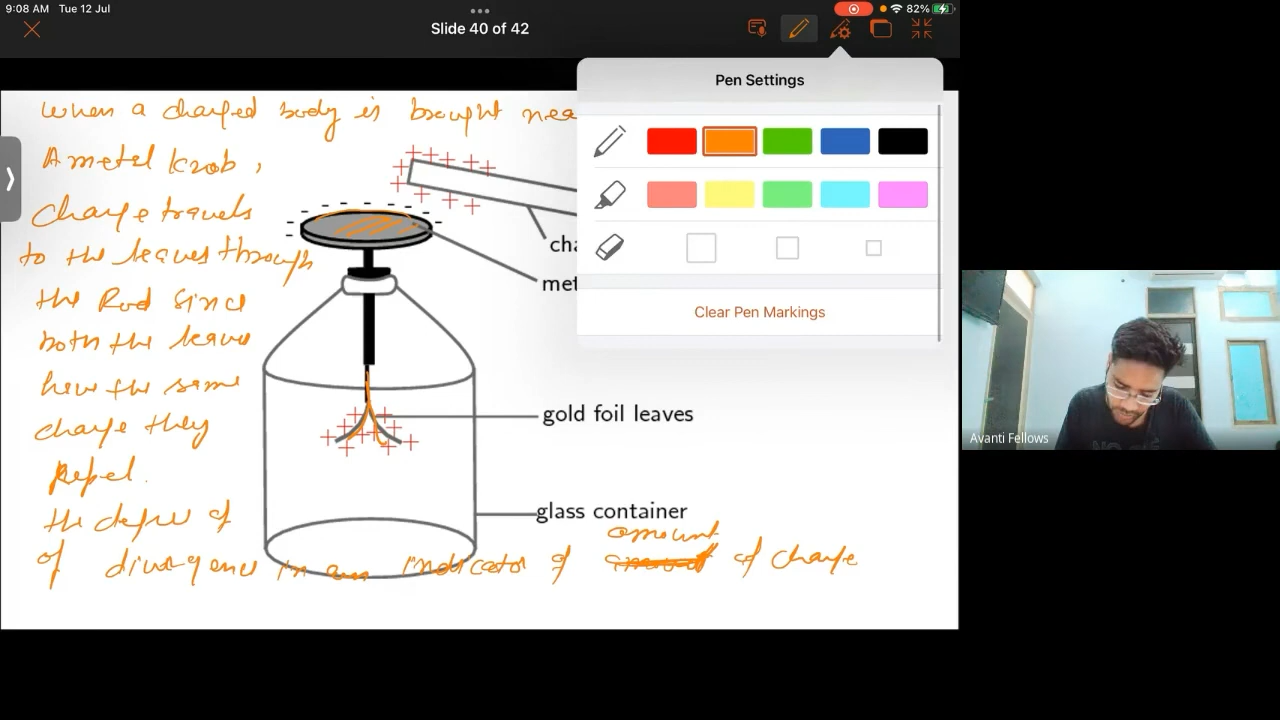 9:08 AM Tue 12 Jul
82%
Slide 40 of 42
Pen Settings
Clear Pen Markings
when a charged body is brought nea
A metal knob,
charge travels
to the leaves through
the Rod since
both the leave
have the same
charge they
Repel.
the degree of
of divergence in an indicator of amount of charge
cha
met
gold foil leaves
glass container
Avanti Fellows